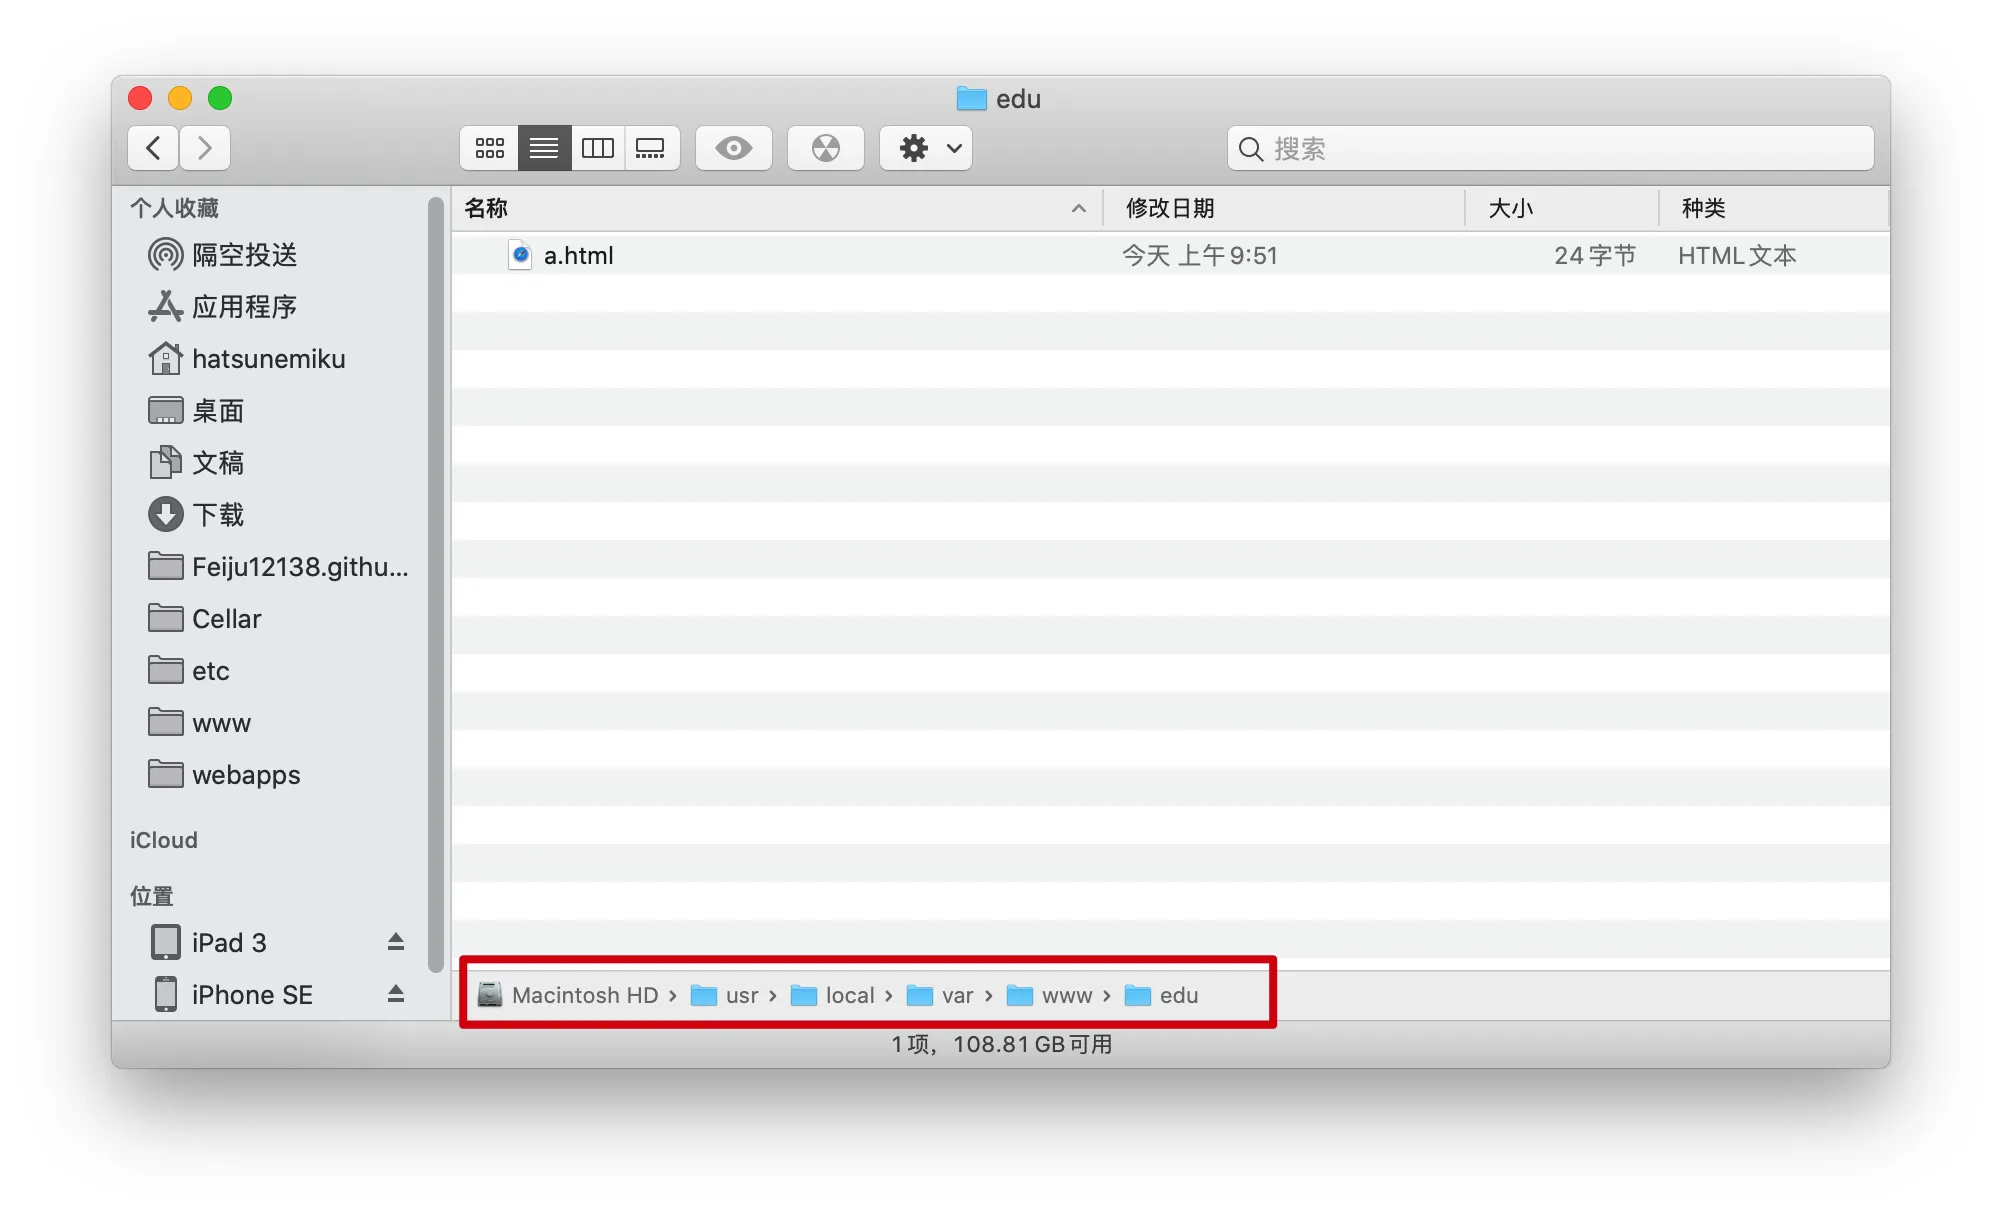 edu
搜索
个人收藏
隔空投送
应用程序
hatsunemiku
桌面
文稿
下载
Feiju12138.githu...
Cellar
etc
www
webapps
iCloud
位置
iPad 3
iPhone SE
名称 修改日期 大小 种类
a.html 今天 上午 9:51 24 字节 HTML文本
Macintosh HD › usr › local › var › www › edu
1项，108.81 GB可用